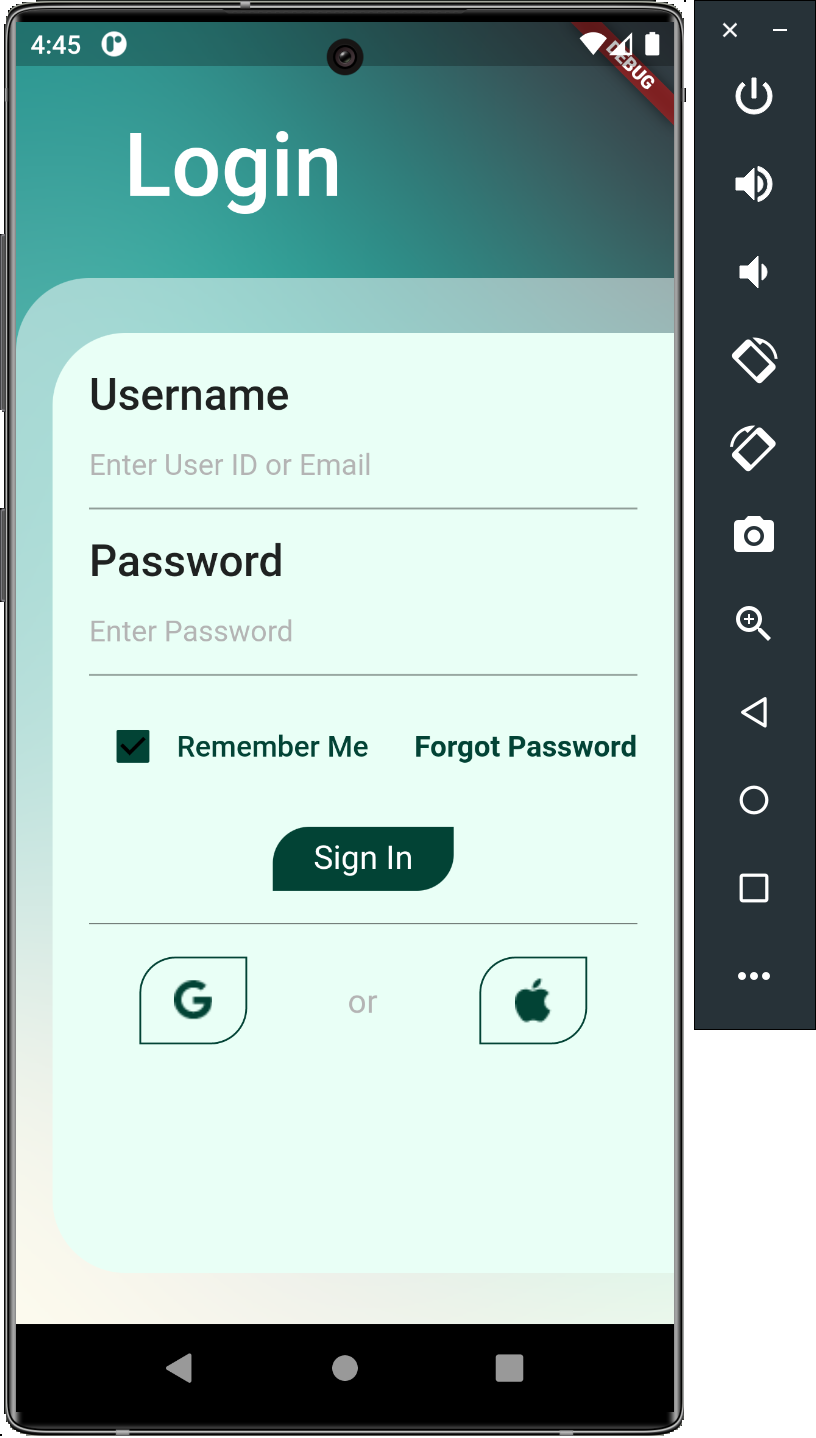 4:45
DEBUG
Login
Username
Enter User ID or Email
Password
Enter Password
Remember Me Forgot Password
Sign In
G or